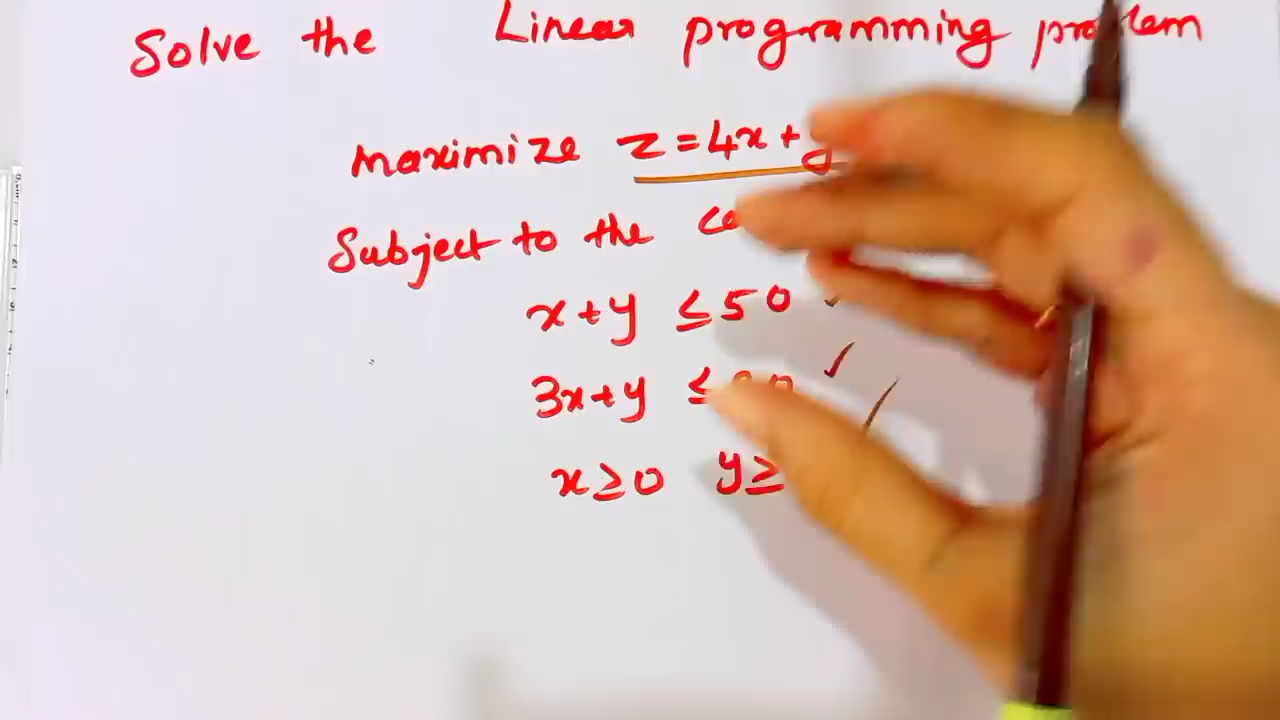 Solve the Linear programming problem
Maximize z = 4x + y
Subject to the
x + y ≤ 50
3x + y ≤
x ≥ 0 y ≥